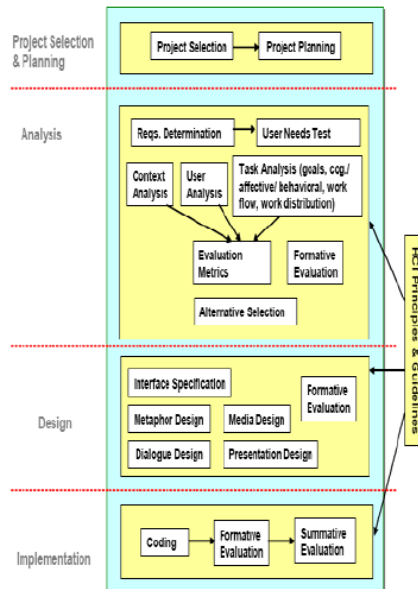 Project Selection
& Planning
Project Selection
Project Planning
Analysis
Reqs. Determination
User Needs Test
Context
Analysis
User
Analysis
Task Analysis (goals, cog./
affective/ behavioral, work
flow, work distribution)
Evaluation
Metrics
Formative
Evaluation
Alternative Selection
HCI Principles & Guidelines
Design
Interface Specification
Formative
Evaluation
Metaphor Design
Media Design
Dialogue Design
Presentation Design
Implementation
Coding
Formative
Evaluation
Summative
Evaluation